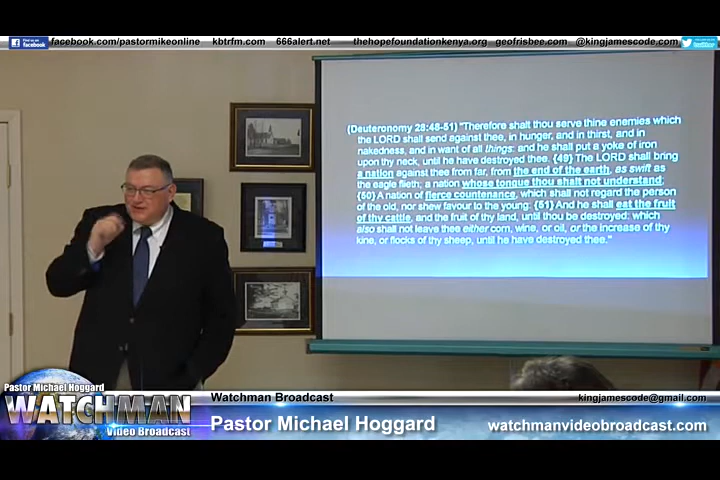 Find us on facebook
facebook.com/pastormikeonline kbtrfm.com 666alert.net thehopefoundationkenya.org geofrisbee.com @kingjamescode.com
(Deuteronomy 28:48-51) "Therefore shalt thou serve thine enemies which
the LORD shall send against thee, in hunger, and in thirst, and in
nakedness, and in want of all things: and he shall put a yoke of iron
upon thy neck, until he have destroyed thee. {49} The LORD shall bring
a nation against thee from far, from the end of the earth, as swift as
the eagle flieth; a nation whose tongue thou shalt not understand;
{50} A nation of fierce countenance, which shall not regard the person
of the old, nor shew favour to the young: {51} And he shall eat the fruit
of thy cattle, and the fruit of thy land, until thou be destroyed: which
also shall not leave thee either corn, wine, or oil, or the increase of thy
kine, or flocks of thy sheep, until he have destroyed thee."
Pastor Michael Hoggard
WATCHMAN
Video Broadcast
Watchman Broadcast kingjamescode@gmail.com
Pastor Michael Hoggard watchmanvideobroadcast.com